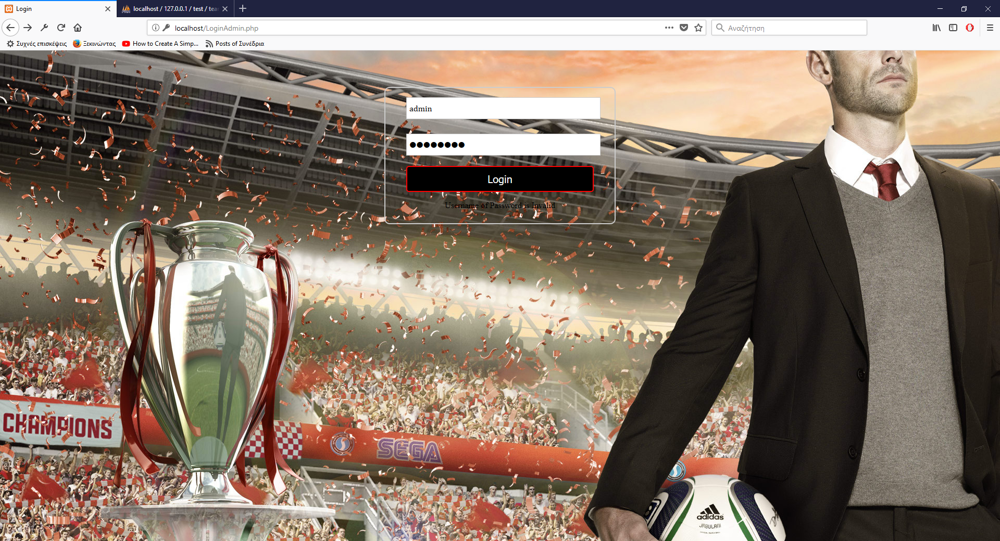 Login
localhost / 127.0.0.1 / test / tea
localhost/LoginAdmin.php
Αναζήτηση
Συχνές επισκέψεις
Ξεκινώντας
How to Create A Simp...
Posts of Συνέδρια
admin
Login
Username of Password is Invalid
CHAMPIONS
SEGA
adidas
JABULANI